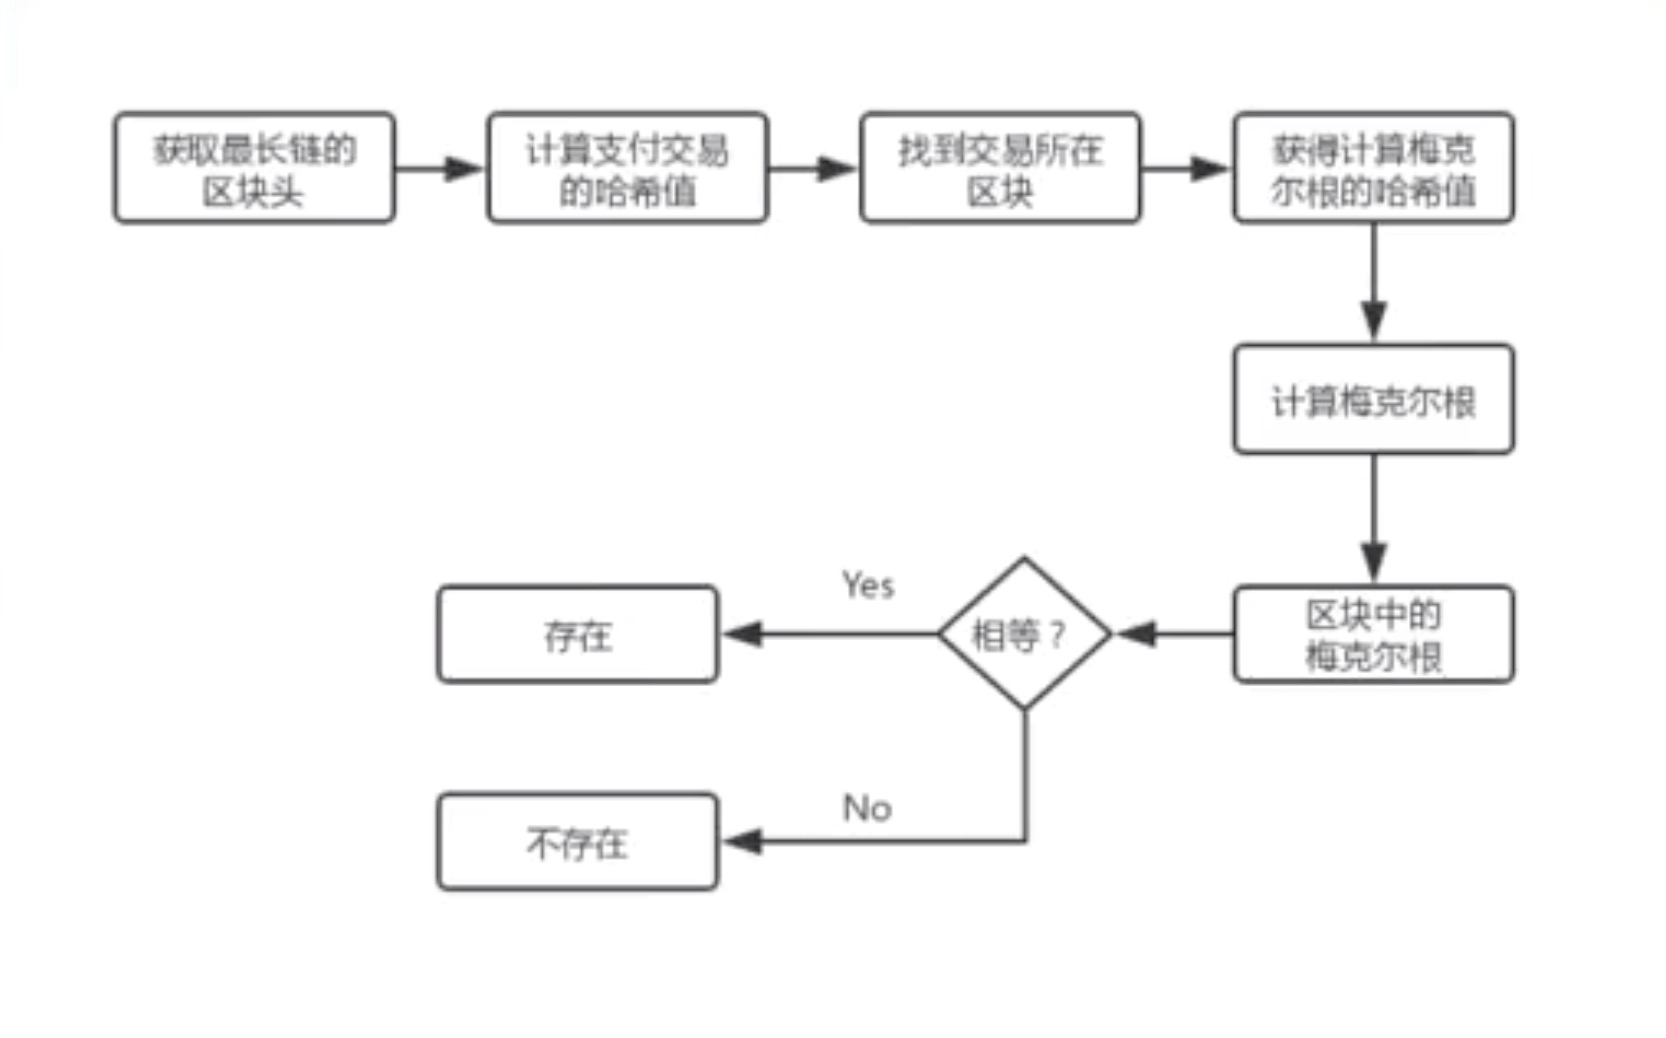 获取最长链的
区块头
计算支付交易
的哈希值
找到交易所在
区块
获得计算梅克
尔根的哈希值
计算梅克尔根
区块中的
梅克尔根
相等？
Yes
存在
No
不存在